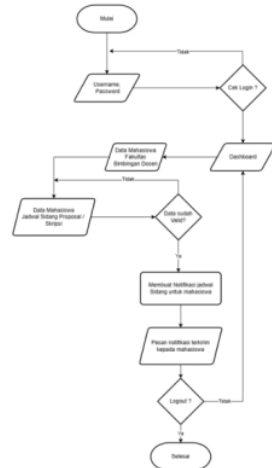 Mulai
Tidak
Username,
Password
Cek Login ?
Data Mahasiswa
Fakultas
Bimbingan Dosen
Dashboard
Tidak
Data Mahasiswa
Jadwal Sidang Proposal /
Skripsi
Data sudah
Valid?
Ya
Membuat Notifikasi jadwal
Sidang untuk mahasiswa
Pesan notifikasi terkirim
kepada mahasiswa
Logout ?
Tidak
Ya
Selesai